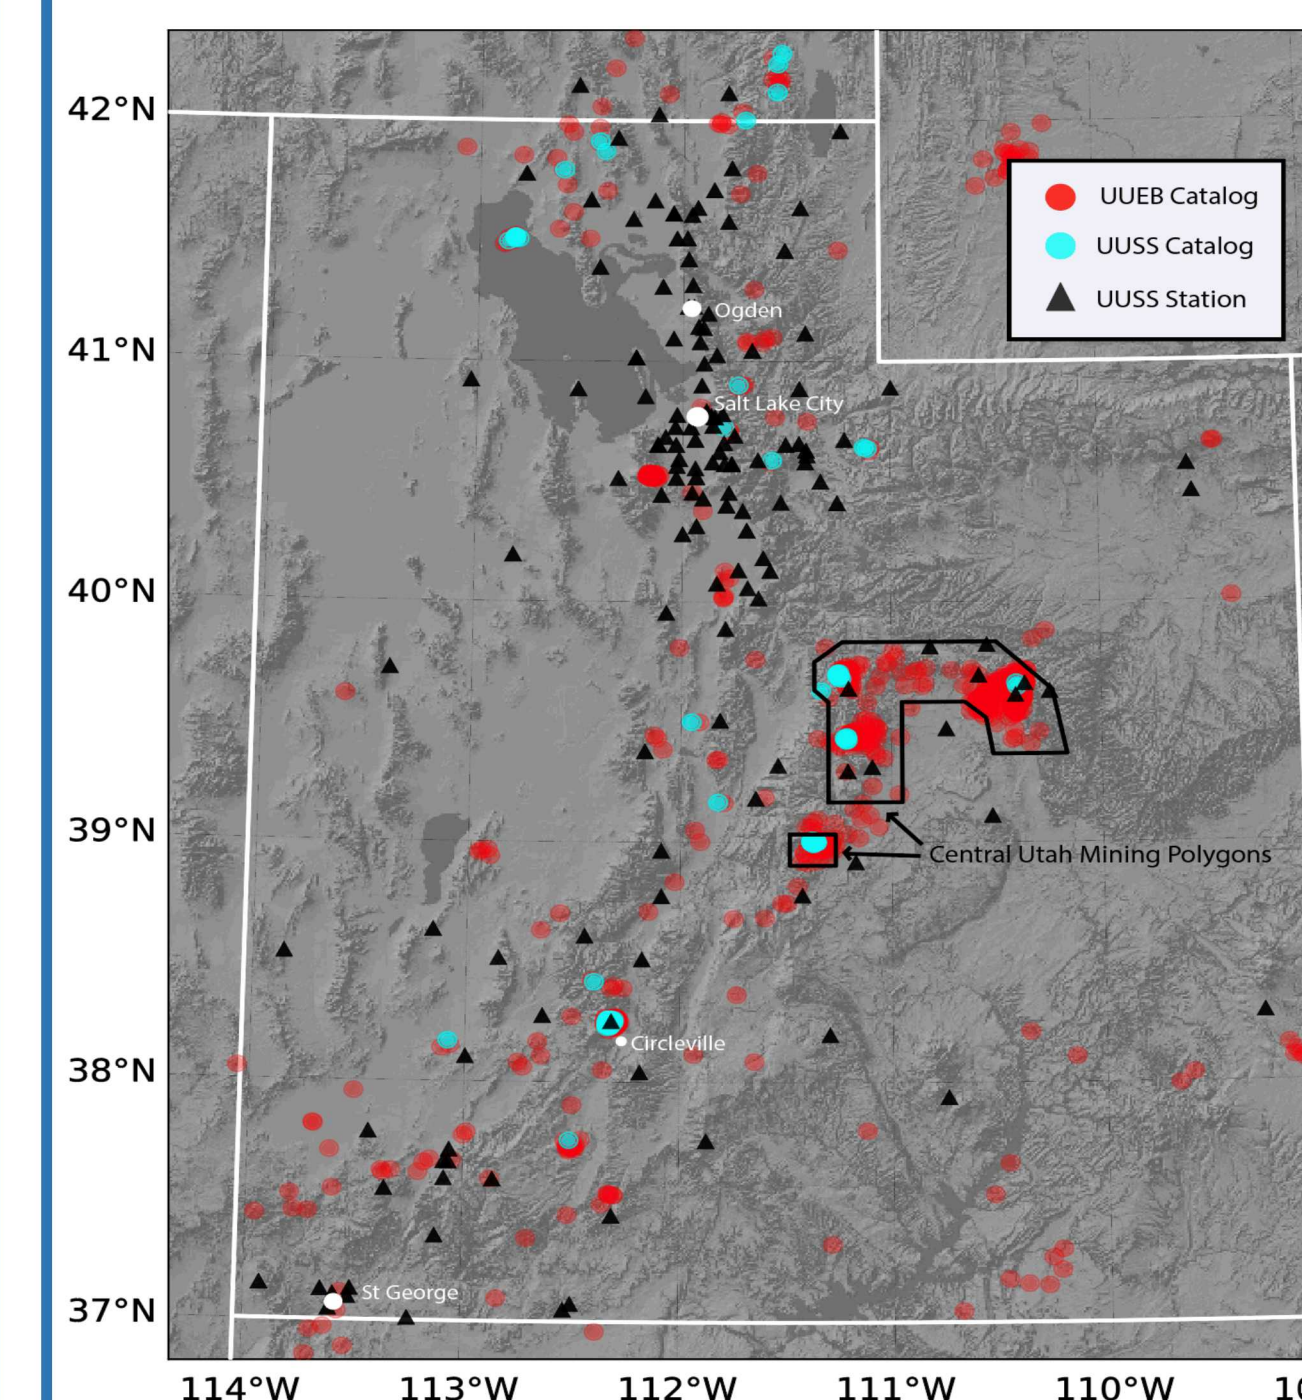 42°N
UUEB Catalog
UUSS Catalog
UUSS Station
Ogden
41°N
Salt Lake City
40°N
39°N
Central Utah Mining Polygons
Circleville
38°N
St George
37°N
114°W 113°W 112°W 111°W 110°W